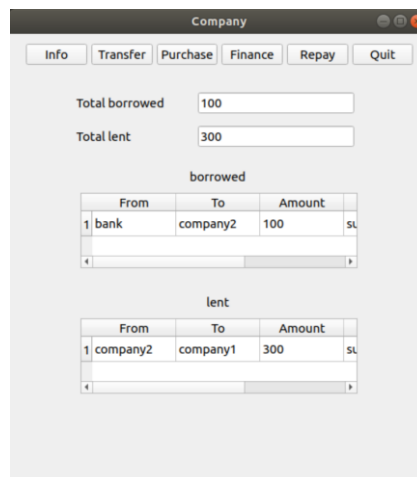 Company
Info Transfer Purchase Finance Repay Quit
Total borrowed 100
Total lent 300
borrowed
From To Amount
1 bank company2 100
lent
From To Amount
1 company2 company1 300